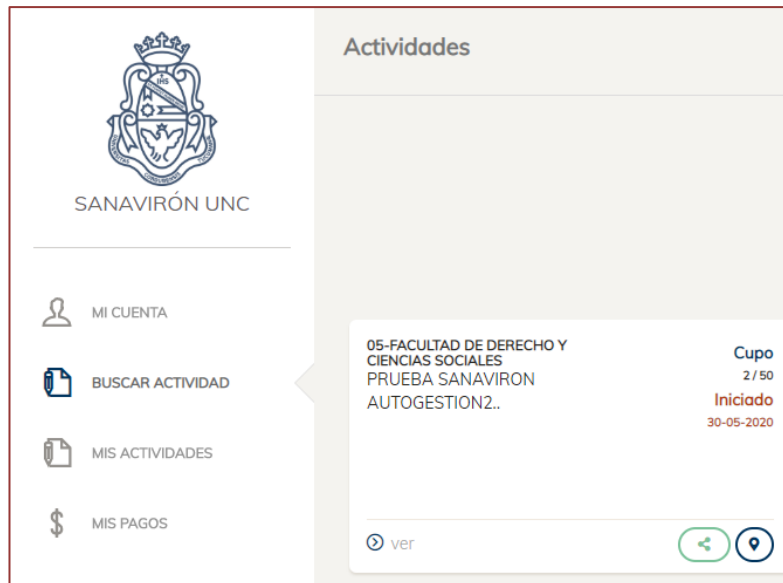 Actividades
IHS
SANAVIRÓN UNC
MI CUENTA
BUSCAR ACTIVIDAD
MIS ACTIVIDADES
$ MIS PAGOS
05-FACULTAD DE DERECHO Y
CIENCIAS SOCIALES
PRUEBA SANAVIRON
AUTOGESTION2..
Cupo
2 / 50
Iniciado
30-05-2020
ver